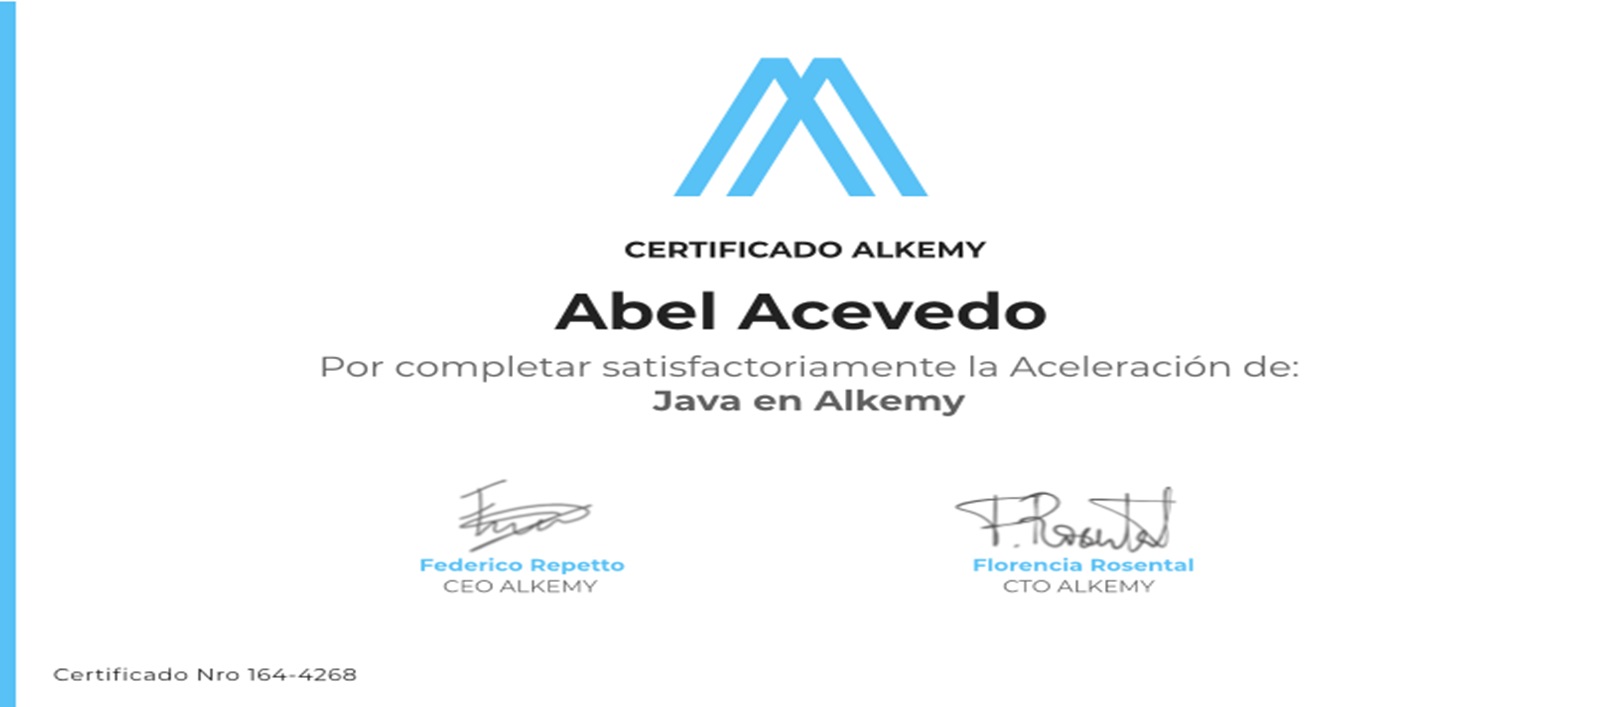 CERTIFICADO ALKEMY
Abel Acevedo
Por completar satisfactoriamente la Aceleración de:
Java en Alkemy
F. Rosental
Federico Repetto
Florencia Rosental
CEO ALKEMY
CTO ALKEMY
Certificado Nro 164-4268